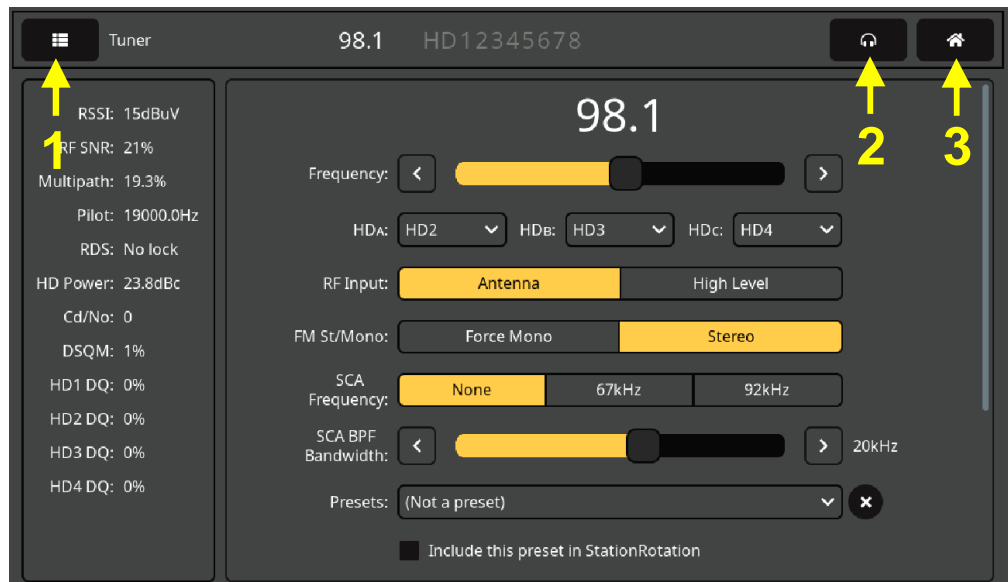 Tuner 98.1 HD12345678
1 2 3
RSSI: 15dBuV
RF SNR: 21%
Multipath: 19.3%
Pilot: 19000.0Hz
RDS: No lock
HD Power: 23.8dBc
Cd/No: 0
DSQM: 1%
HD1 DQ: 0%
HD2 DQ: 0%
HD3 DQ: 0%
HD4 DQ: 0%
98.1
Frequency:
HDA: HD2 HDB: HD3 HDC: HD4
RF Input: Antenna High Level
FM St/Mono: Force Mono Stereo
SCA
Frequency: None 67kHz 92kHz
SCA BPF
Bandwidth: 20kHz
Presets: (Not a preset)
Include this preset in StationRotation